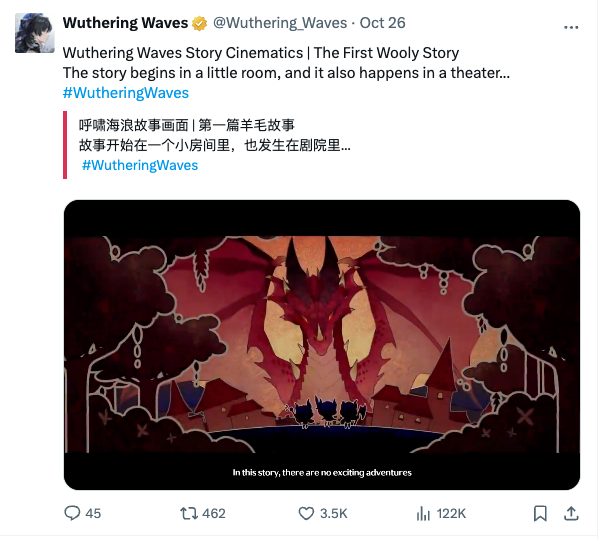 Wuthering Waves @Wuthering_Waves · Oct 26
Wuthering Waves Story Cinematics | The First Wooly Story
The story begins in a little room, and it also happens in a theater...
#WutheringWaves
呼啸海浪故事画面 | 第一篇羊毛故事
故事开始在一个小房间里，也发生在剧院里...
#WutheringWaves
In this story, there are no exciting adventures
45 462 3.5K 122K